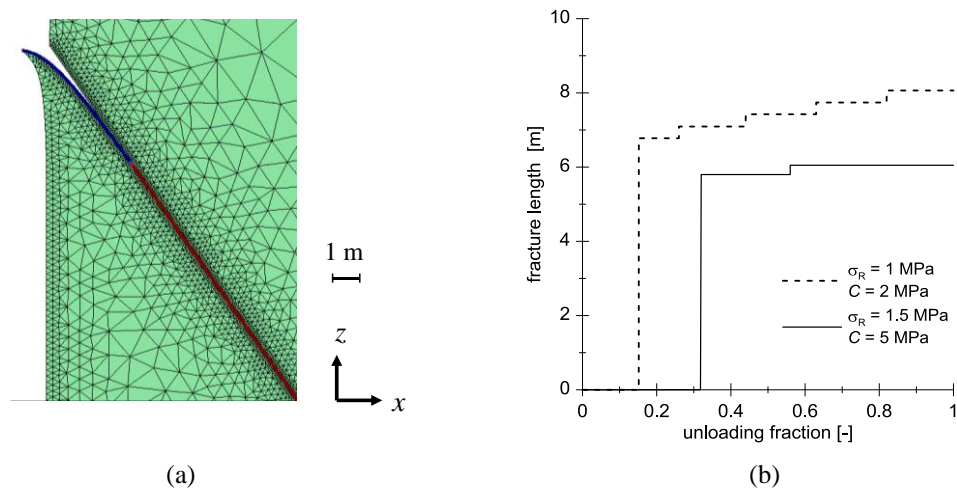 1 m
z
x
(a)
10
8
6
4
2
0
fracture length [m]
σR = 1 MPa
C = 2 MPa
σR = 1.5 MPa
C = 5 MPa
0 0.2 0.4 0.6 0.8 1
unloading fraction [-]
(b)